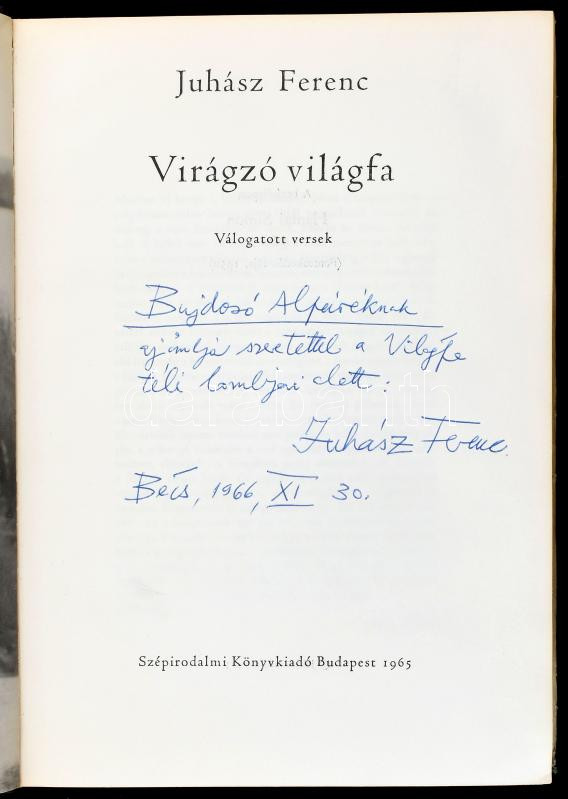 Juhász Ferenc
Virágzó világfa
Válogatott versek
Bujdosó Alpáréknak
ajánlja szeretettel a Világfa
téli lombjai alatt:
Juhász Ferenc
Bécs, 1966, XI 30.
darabanth
Szépirodalmi Könyvkiadó Budapest 1965